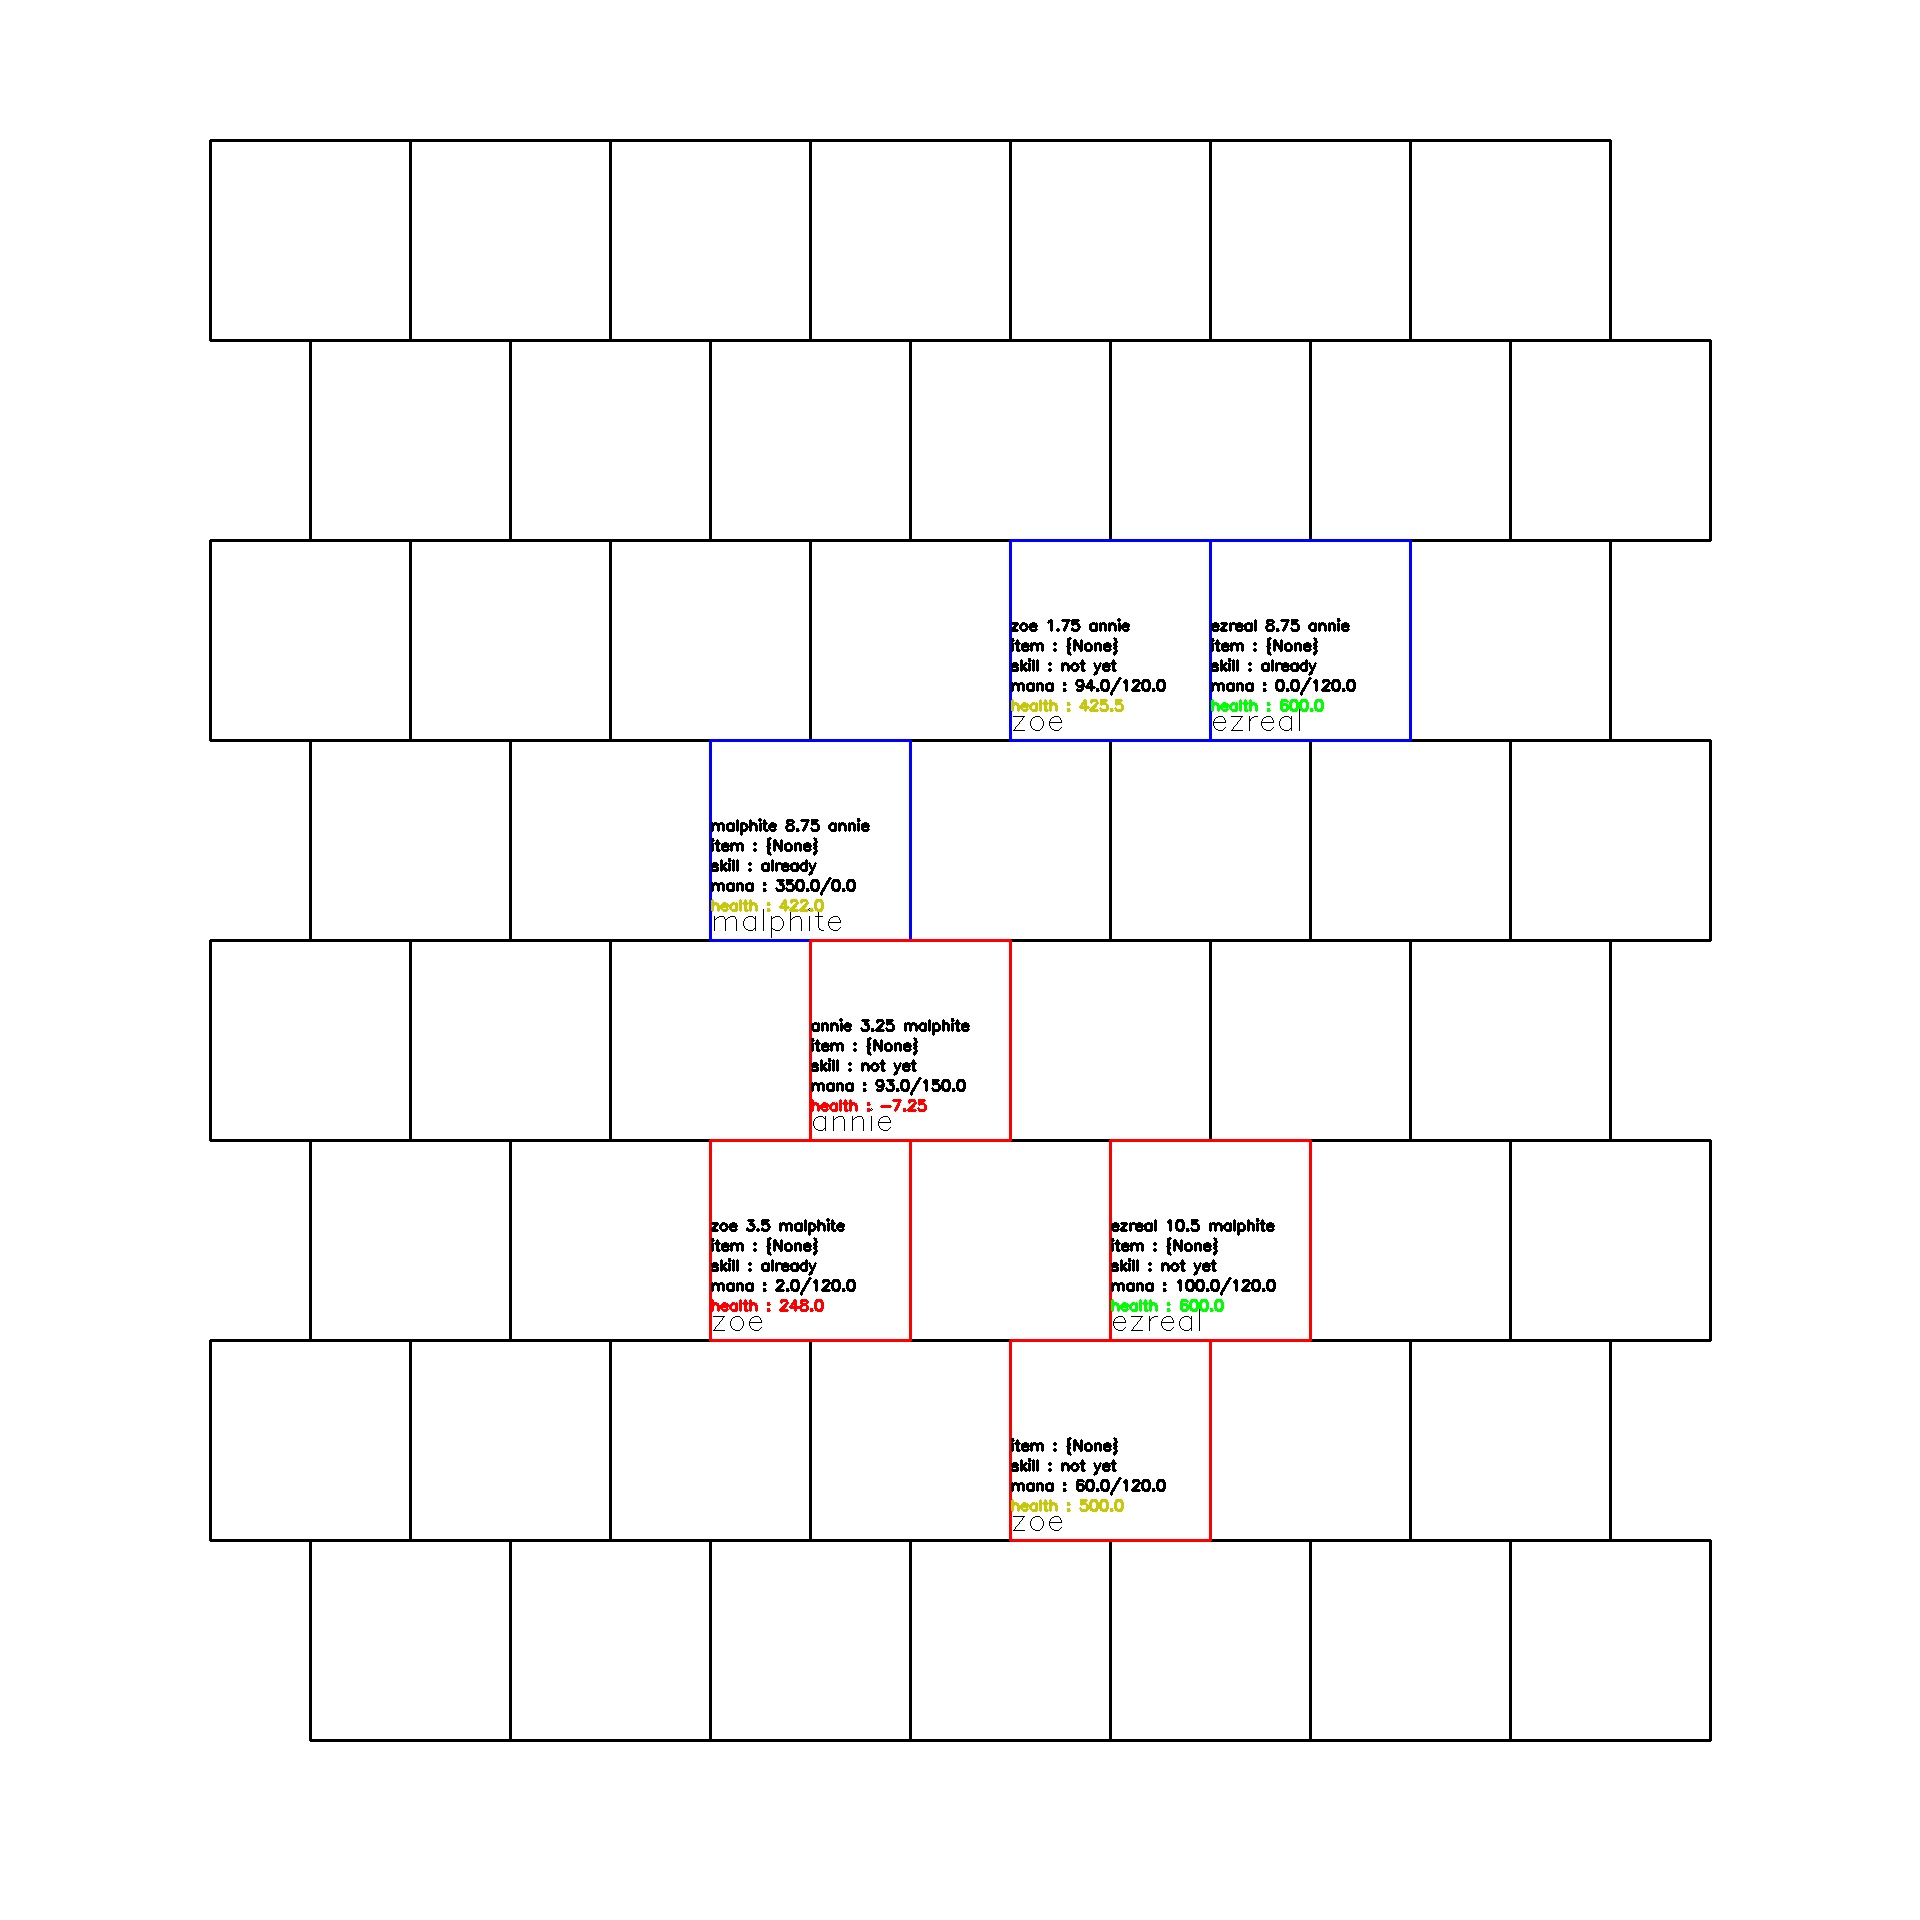 zoe 1.75 annie
item : {None}
skill : not yet
mana : 94.0/120.0
health : 425.5
zoe
ezreal 8.75 annie
item : {None}
skill : already
mana : 0.0/120.0
health : 600.0
ezreal
malphite 8.75 annie
item : {None}
skill : already
mana : 350.0/0.0
health : 422.0
malphite
annie 3.25 malphite
item : {None}
skill : not yet
mana : 93.0/150.0
health : -7.25
annie
zoe 3.5 malphite
item : {None}
skill : already
mana : 2.0/120.0
health : 248.0
zoe
ezreal 10.5 malphite
item : {None}
skill : not yet
mana : 100.0/120.0
health : 600.0
ezreal
item : {None}
skill : not yet
mana : 60.0/120.0
health : 500.0
zoe